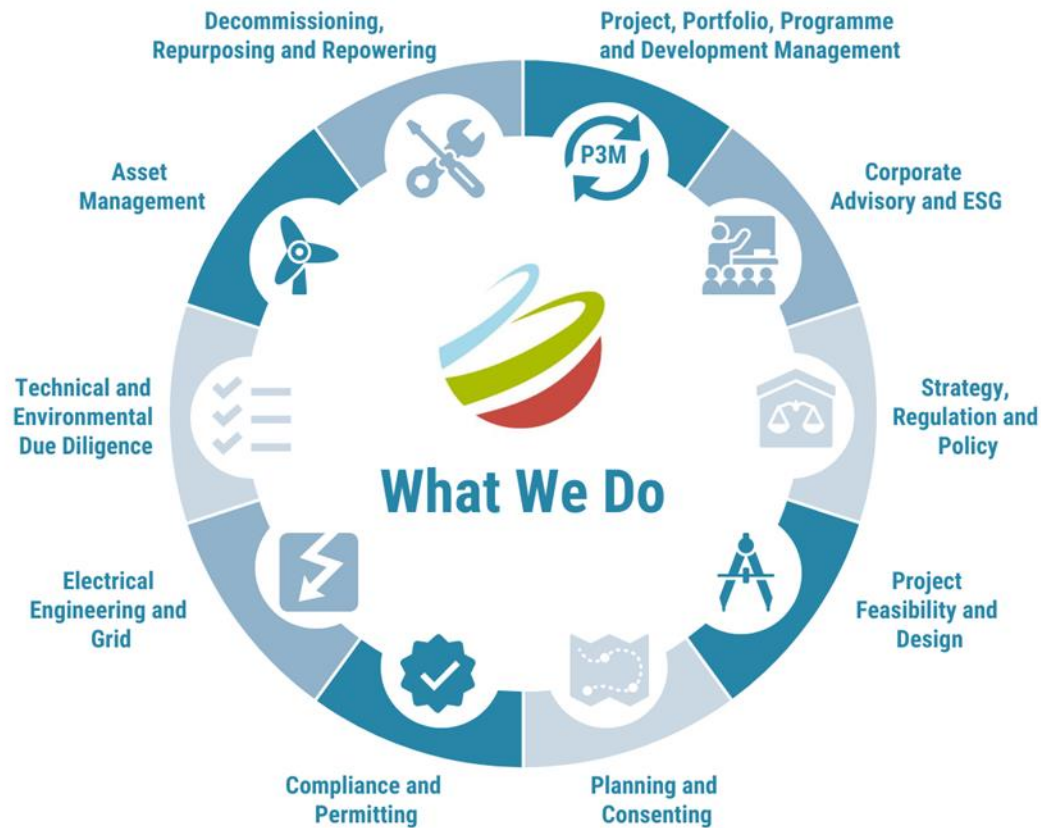 Decommissioning,
Repurposing and Repowering
Project, Portfolio, Programme
and Development Management
P3M
Corporate
Advisory and ESG
Strategy,
Regulation and
Policy
Project
Feasibility and
Design
Planning and
Consenting
Compliance and
Permitting
Electrical
Engineering and
Grid
Technical and
Environmental
Due Diligence
Asset
Management
What We Do